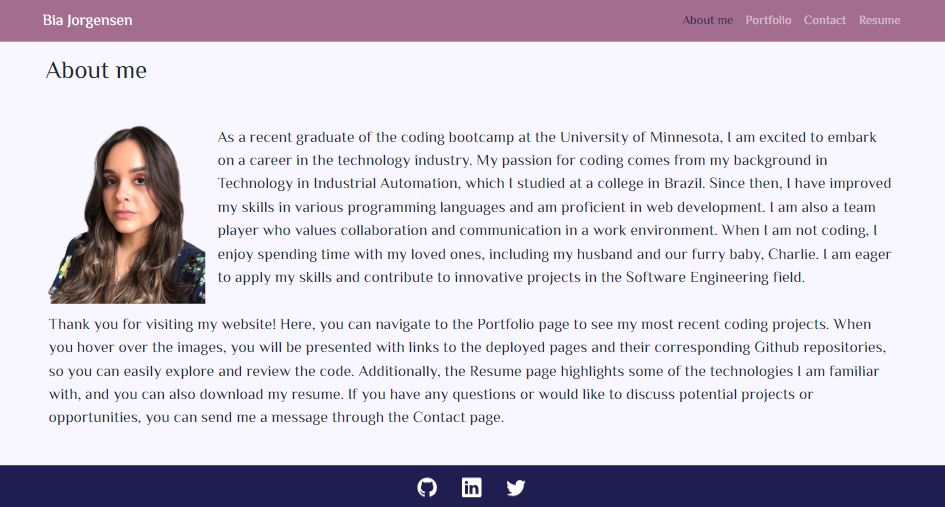 Bia Jorgensen
About me Portfolio Contact Resume
About me
As a recent graduate of the coding bootcamp at the University of Minnesota, I am excited to embark
on a career in the technology industry. My passion for coding comes from my background in
Technology in Industrial Automation, which I studied at a college in Brazil. Since then, I have improved
my skills in various programming languages and am proficient in web development. I am also a team
player who values collaboration and communication in a work environment. When I am not coding, I
enjoy spending time with my loved ones, including my husband and our furry baby, Charlie. I am eager
to apply my skills and contribute to innovative projects in the Software Engineering field.
Thank you for visiting my website! Here, you can navigate to the Portfolio page to see my most recent coding projects. When
you hover over the images, you will be presented with links to the deployed pages and their corresponding Github repositories,
so you can easily explore and review the code. Additionally, the Resume page highlights some of the technologies I am familiar
with, and you can also download my resume. If you have any questions or would like to discuss potential projects or
opportunities, you can send me a message through the Contact page.
in